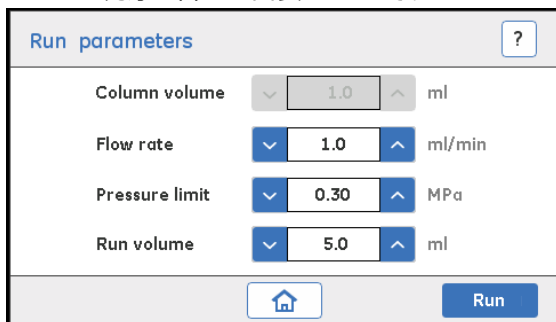 Run parameters ?
Column volume 1.0 ml
Flow rate 1.0 ml/min
Pressure limit 0.30 MPa
Run volume 5.0 ml
Run